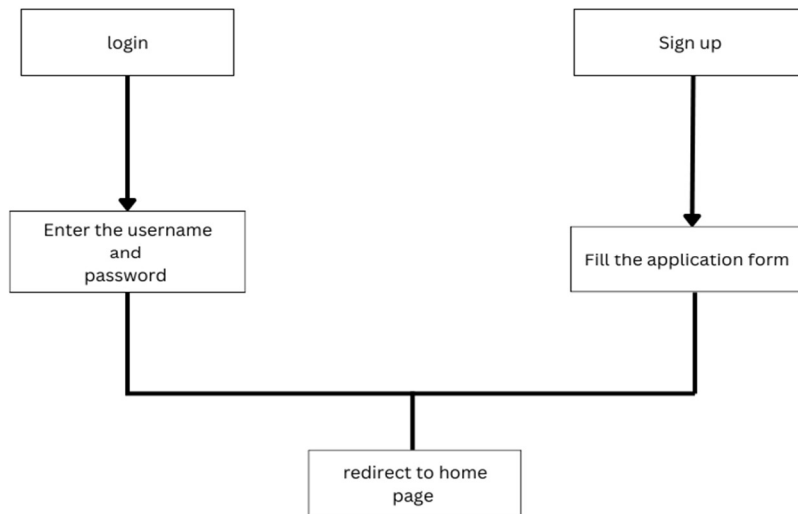 login
Sign up
Enter the username
and
password
Fill the application form
redirect to home
page